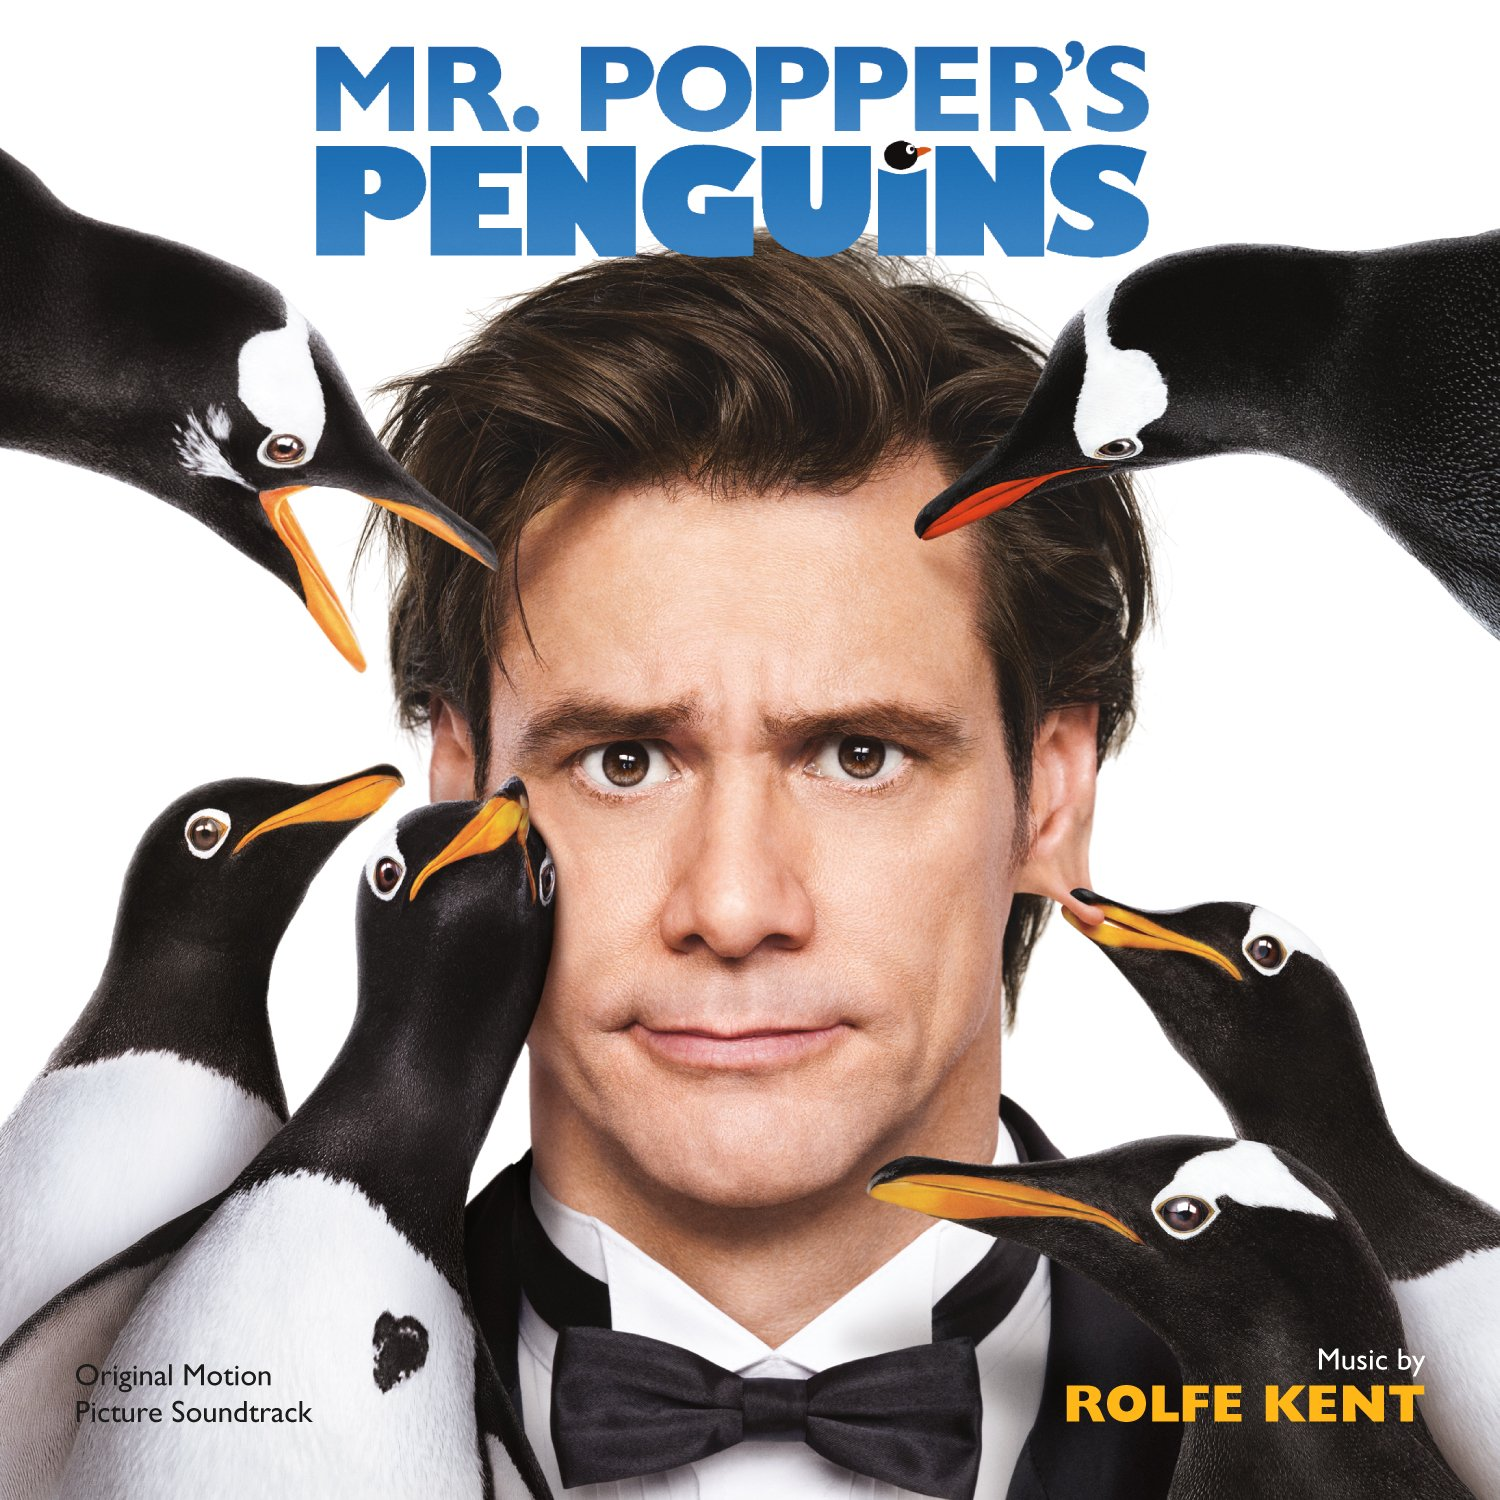 MR. POPPER'S
PENGUiNS
Original Motion
Picture Soundtrack
Music by
ROLFE KENT